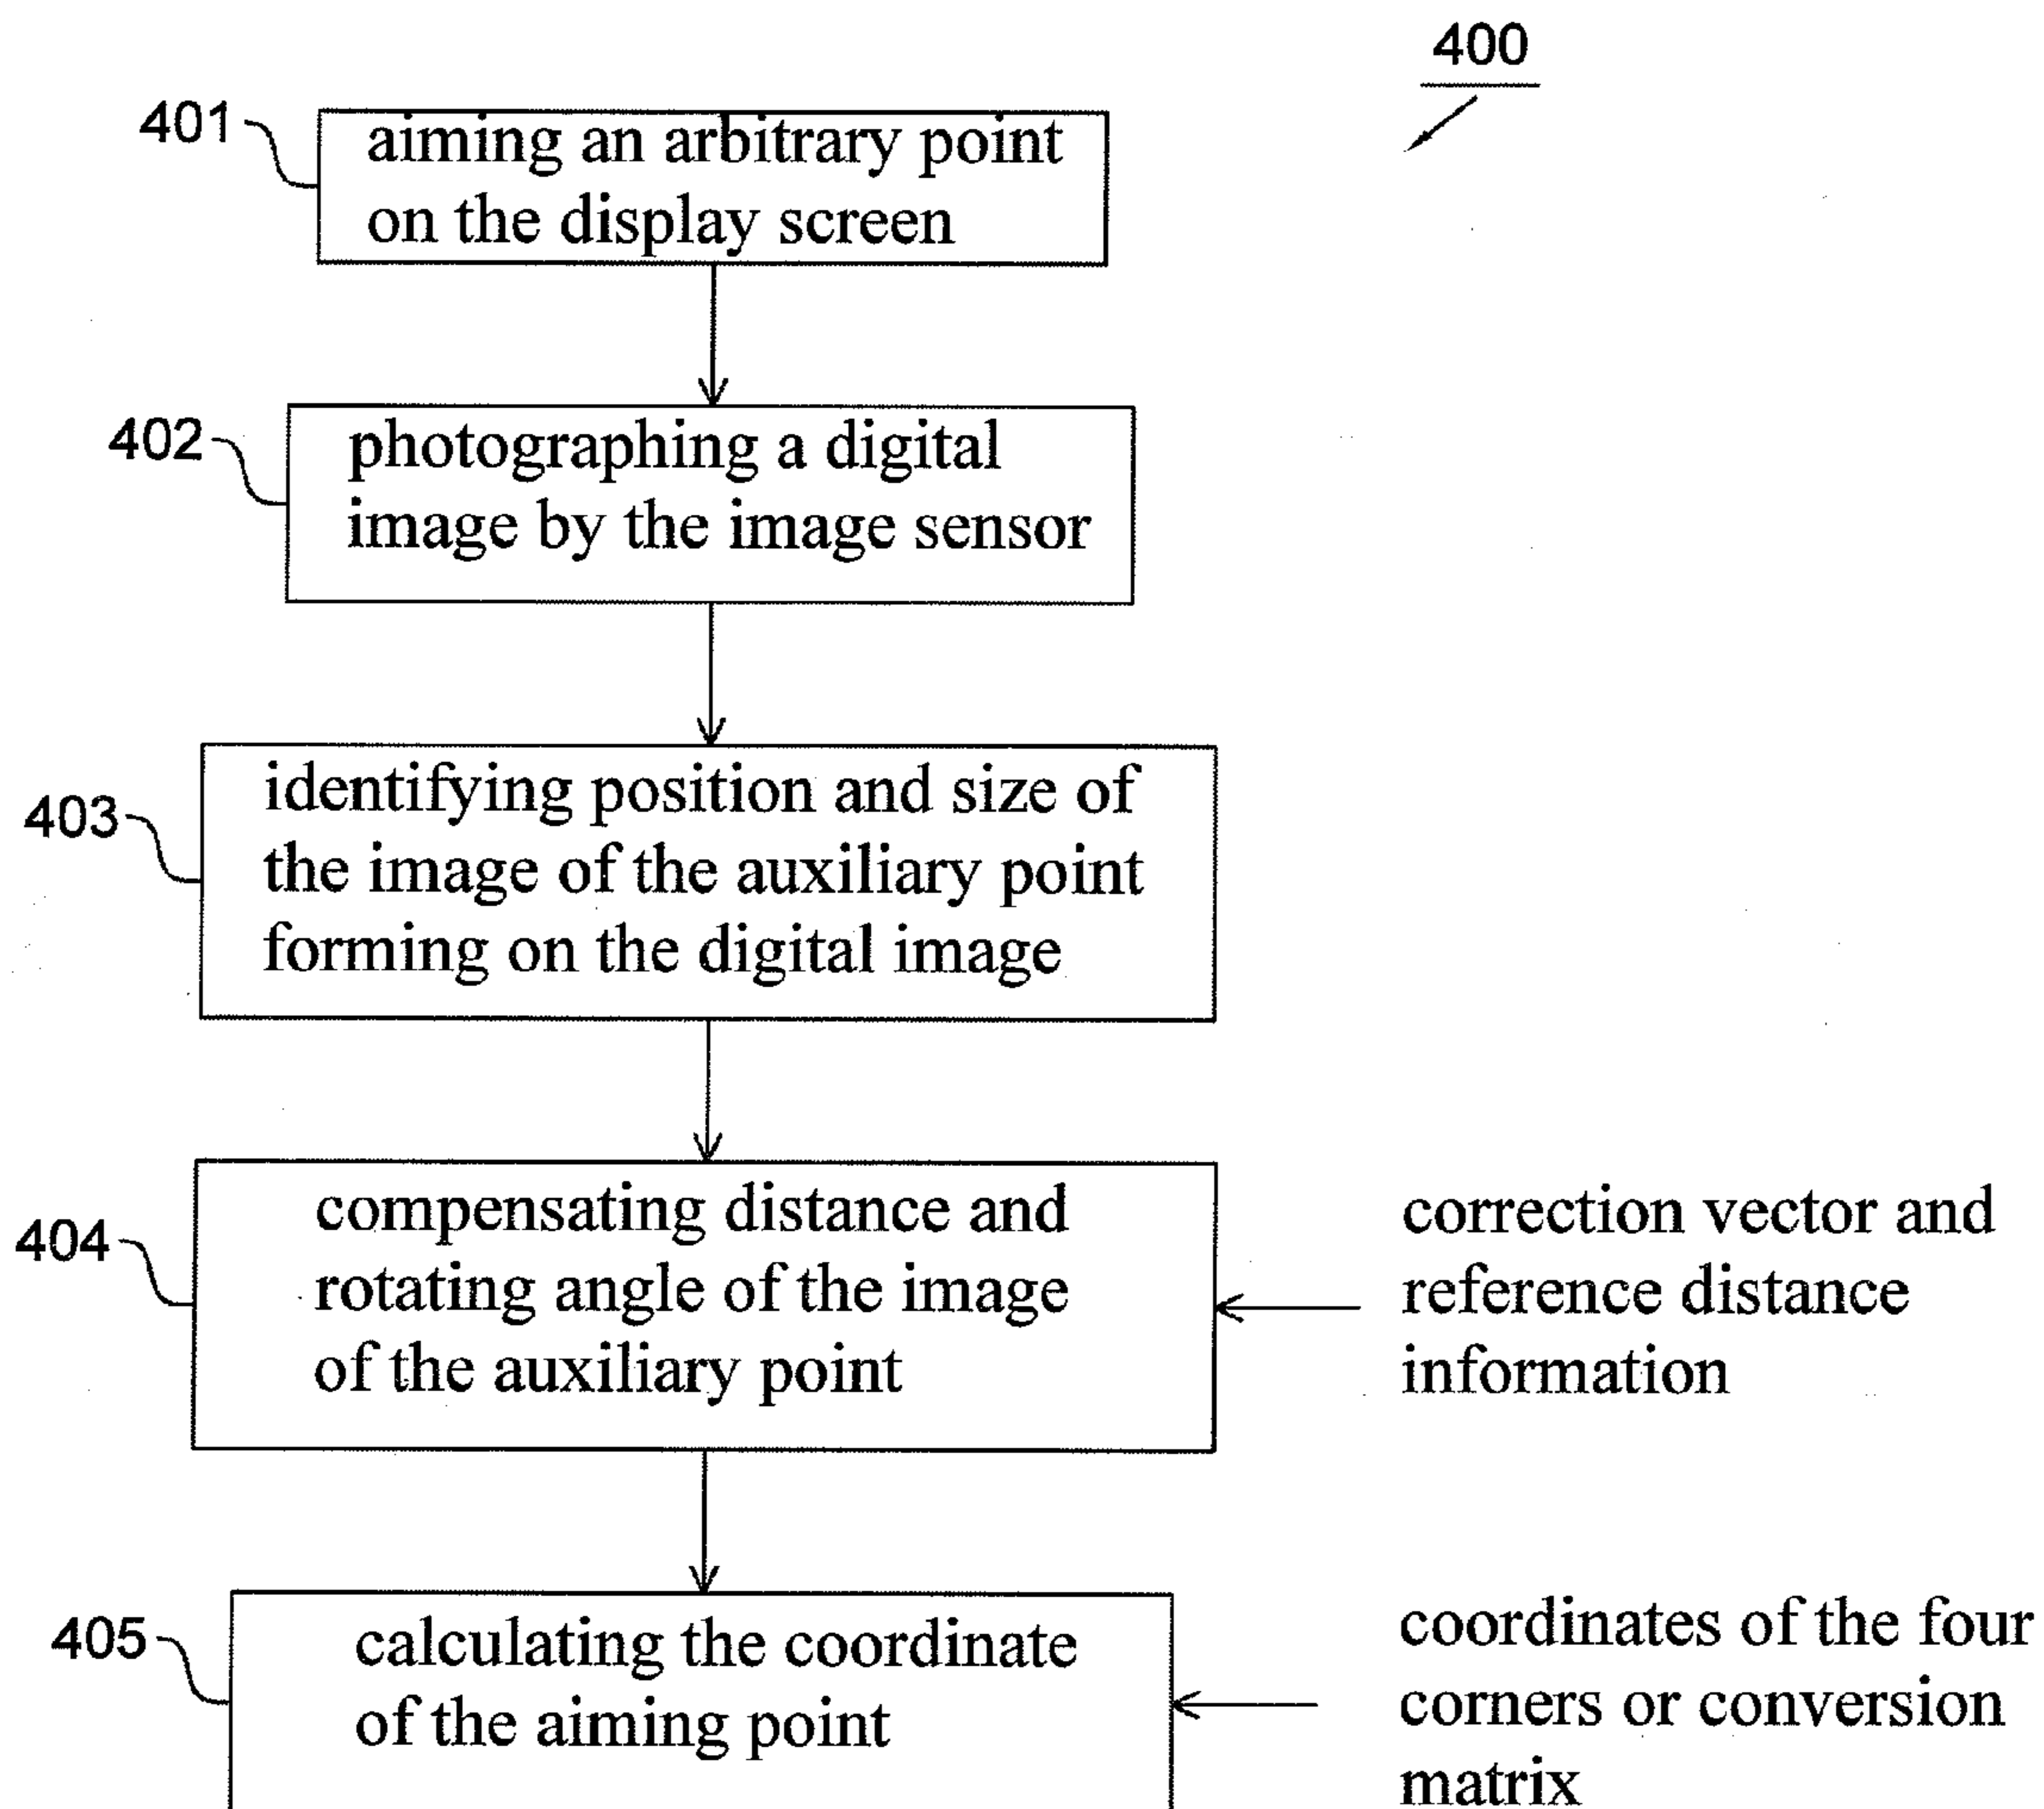 400
401
aiming an arbitrary point
on the display screen
402
photographing a digital
image by the image sensor
403
identifying position and size of
the image of the auxiliary point
forming on the digital image
404
compensating distance and
rotating angle of the image
of the auxiliary point
correction vector and
reference distance
information
405
calculating the coordinate
of the aiming point
coordinates of the four
corners or conversion
matrix